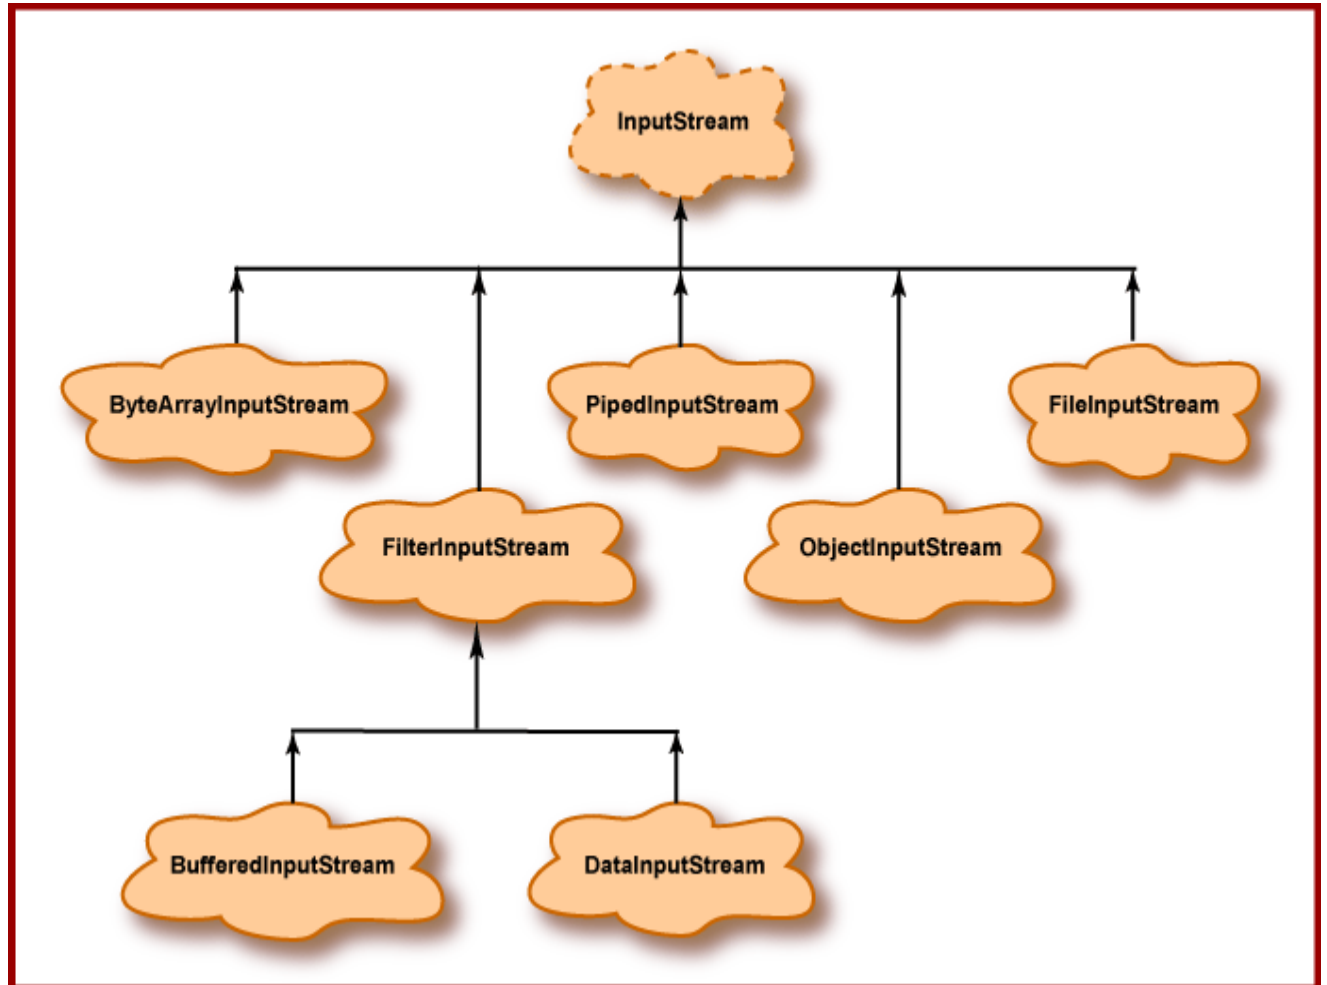 InputStream
ByteArrayInputStream
PipedInputStream
FileInputStream
FilterInputStream
ObjectInputStream
BufferedInputStream
DataInputStream